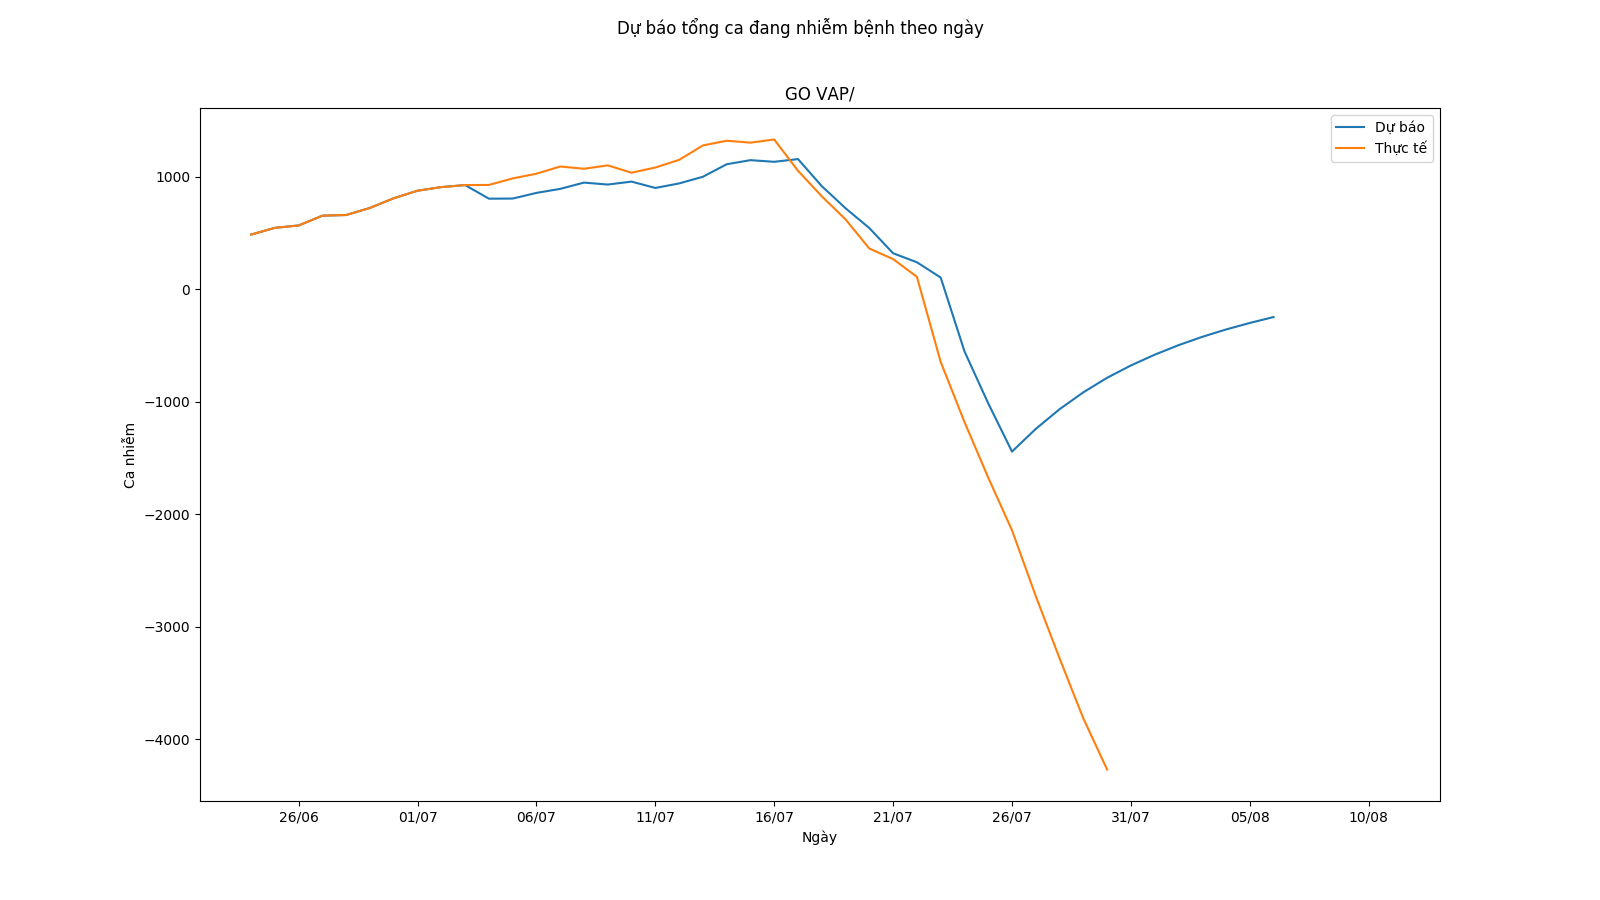 Dự báo tổng ca đang nhiễm bệnh theo ngày
GO VAP/
Dự báo
Thực tế
1000
0
−1000
−2000
−3000
−4000
Ca nhiễm
26/06
01/07
06/07
11/07
16/07
21/07
26/07
31/07
05/08
10/08
Ngày